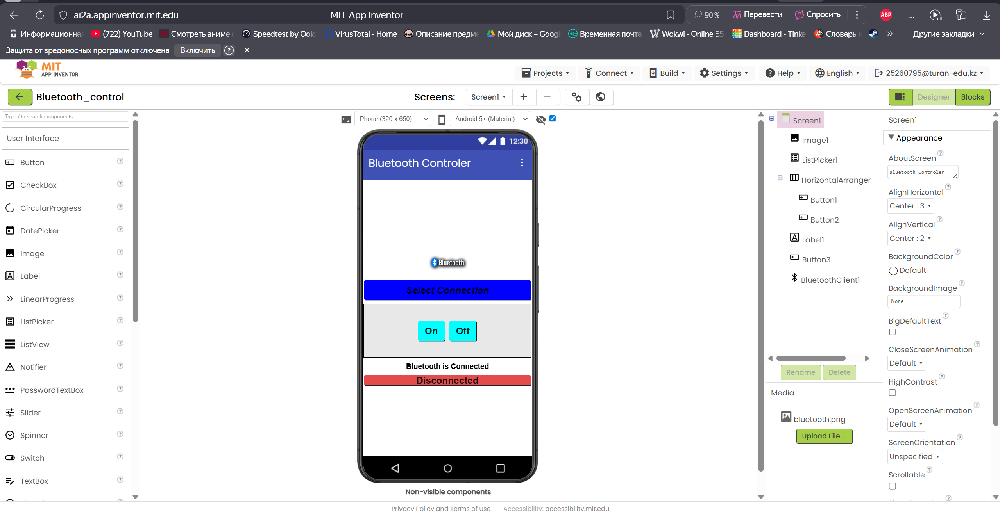 ai2a.appinventor.mit.edu
MIT App Inventor
90 %
Перевести
Спросить
ABP
...
Информационная
(722) YouTube
Смотреть аниме
Speedtest by Ookl
VirusTotal - Home
Описание предме
Мой диск – Googl
Временная почта
Wokwi - Online ES
Dashboard - Tinke
Словарь и
Другие закладки
Защита от вредоносных программ отключена
Включить
MIT
APP INVENTOR
Projects
Connect
Build
Settings
Help
English
25260795@turan-edu.kz
Bluetooth_control
Screens:
Screen1
Designer
Blocks
Type / to search components
User Interface
Button
CheckBox
CircularProgress
DatePicker
Image
Label
LinearProgress
ListPicker
ListView
Notifier
PasswordTextBox
Slider
Spinner
Switch
TextBox
Phone (320 x 650)
Android 5+ (Material)
12:30
Bluetooth Controler
Bluetooth
Select Connection
On
Off
Bluetooth is Connected
Disconnected
Non-visible components
Screen1
Image1
ListPicker1
HorizontalArrangen
Button1
Button2
Label1
Button3
BluetoothClient1
Rename
Delete
Media
bluetooth.png
Upload File ...
Screen1
Appearance
AboutScreen
Bluetooth Controler
AlignHorizontal
Center : 3
AlignVertical
Center : 2
BackgroundColor
Default
BackgroundImage
None...
BigDefaultText
CloseScreenAnimation
Default
HighContrast
OpenScreenAnimation
Default
ScreenOrientation
Unspecified
Scrollable
Privacy Policy and Terms of Use
Accessibility: accessibility.mit.edu